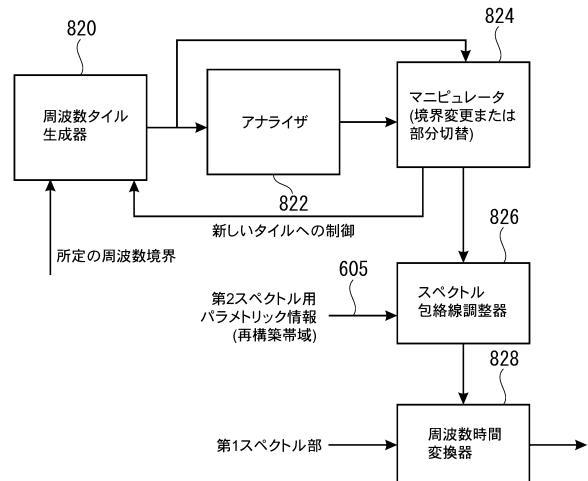 820
824
周波数タイル
生成器
アナライザ
マニピュレータ
(境界変更または
部分切替)
822
新しいタイルへの制御
所定の周波数境界
826
605
第2スペクトル用
パラメトリック情報
(再構築帯域)
スペクトル
包絡線調整器
828
第1スペクトル部
周波数時間
変換器